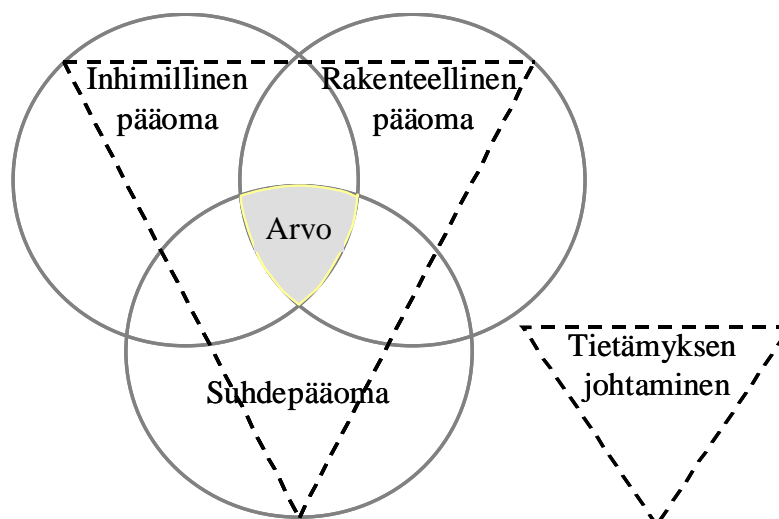 Inhimillinen
pääoma
Rakenteellinen
pääoma
Arvo
Suhdepääoma
Tietämyksen
johtaminen